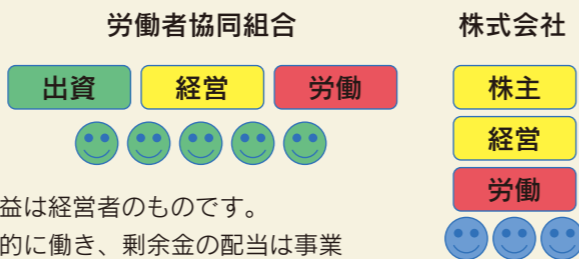 労働者協同組合
出資 経営 労働
株式会社
株主
経営
労働
益は経営者のものです。
的に働き、剰余金の配当は事業